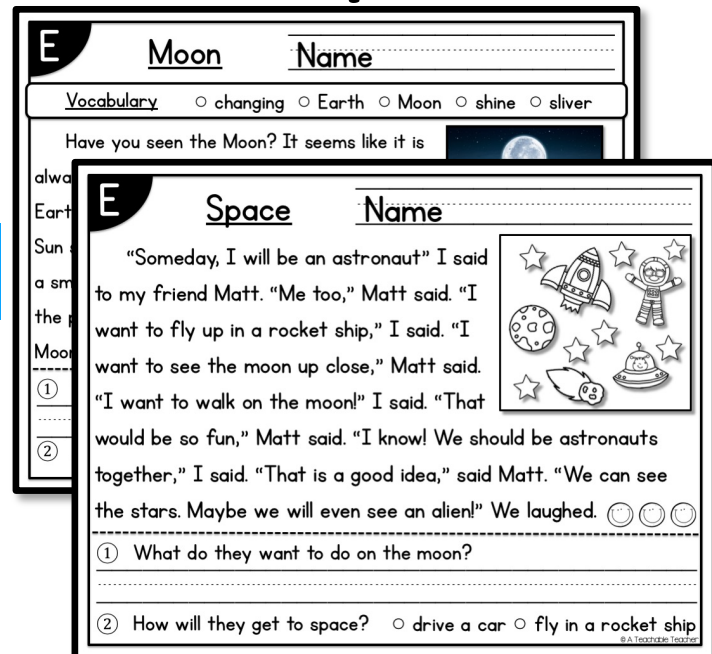 E
Moon
Name
Vocabulary
○ changing ○ Earth ○ Moon ○ shine ○ sliver
Have you seen the Moon? It seems like it is
Sun
a
the
①
②
E
Space
Name
“Someday, I will be an astronaut” I said
to my friend Matt. “Me too,” Matt said. “I
want to fly up in a rocket ship,” I said. “I
want to see the moon up close,” Matt said.
“I want to walk on the moon!” I said. “That
would be so fun,” Matt said. “I know! We should be astronauts
together,” I said. “That is a good idea,” said Matt. “We can see
the stars. Maybe we will even see an alien!” We laughed.
① What do they want to do on the moon?
② How will they get to space? ○ drive a car ○ fly in a rocket ship
© A Teachable Teacher